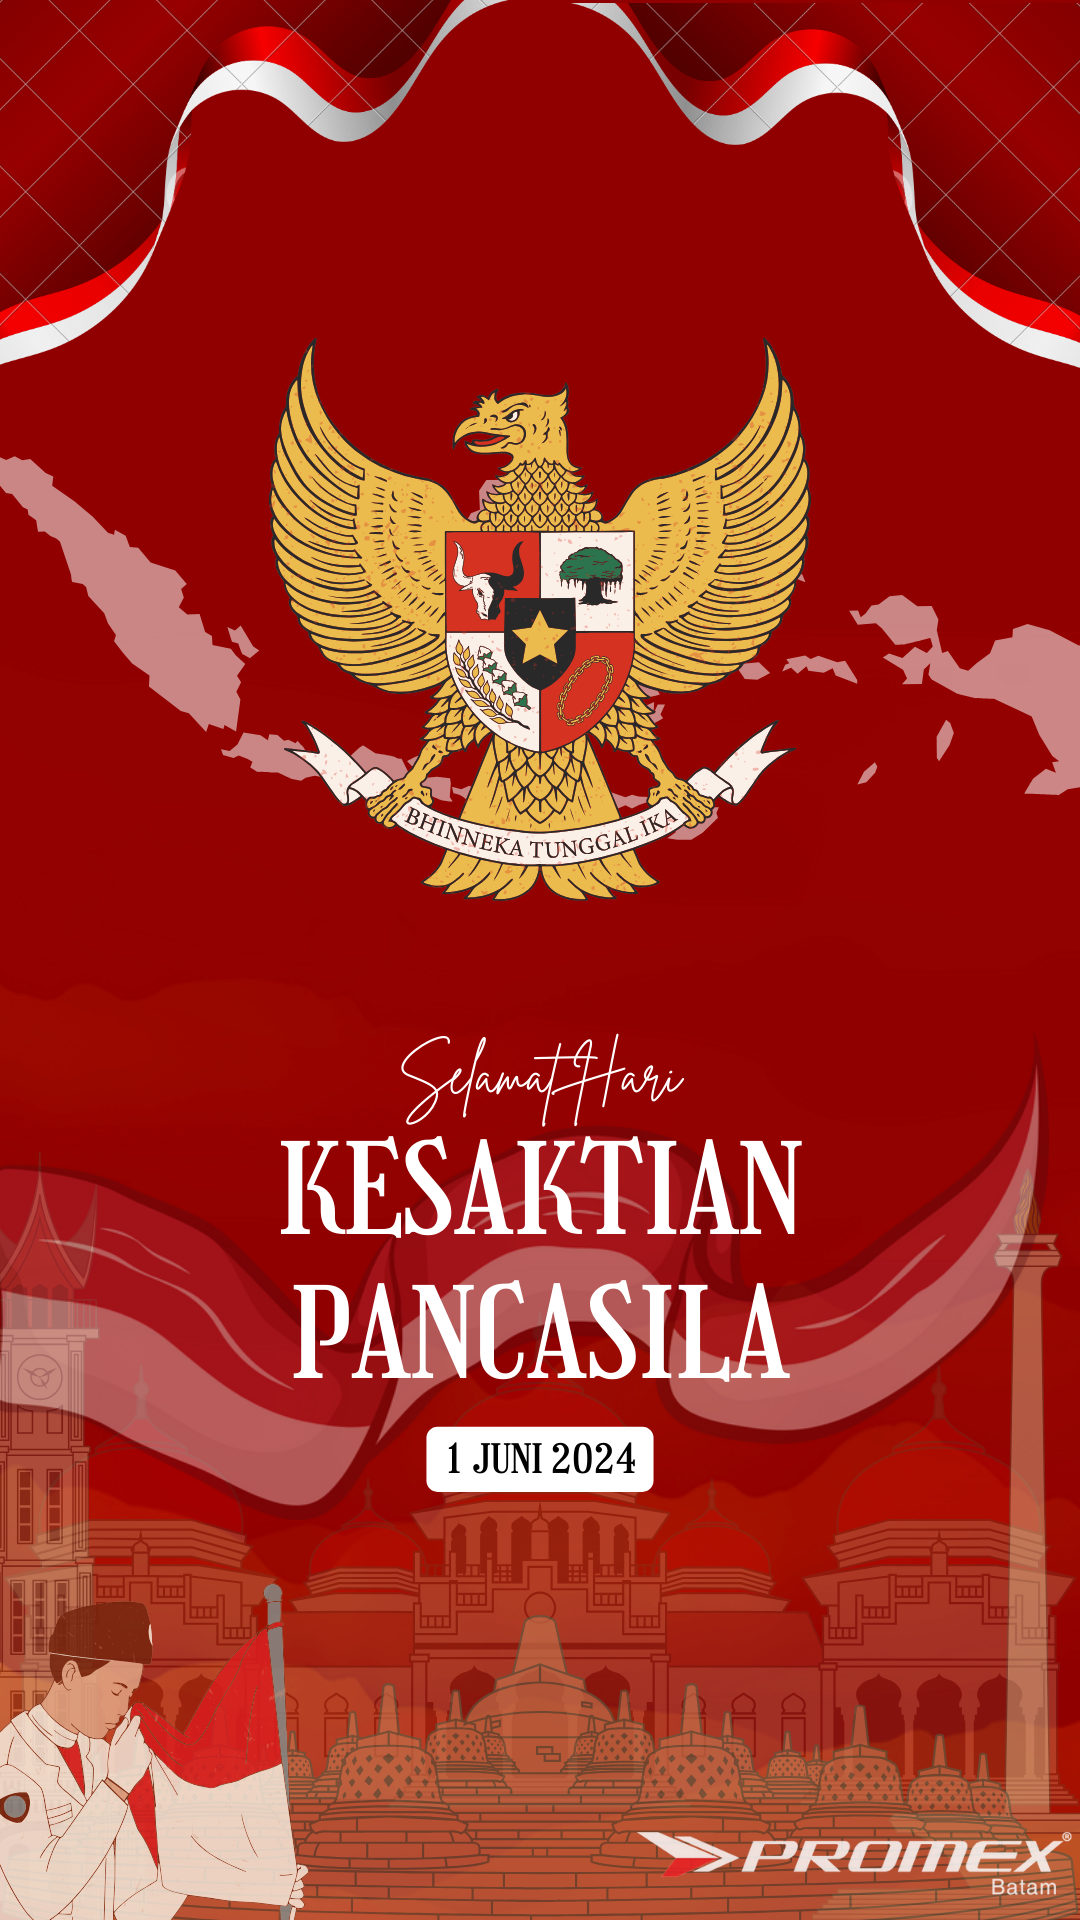 BHINNEKA TUNGGAL IKA
Selamat Hari
KESAKTIAN
PANCASILA
1 JUNI 2024
PROMEX®
Batam